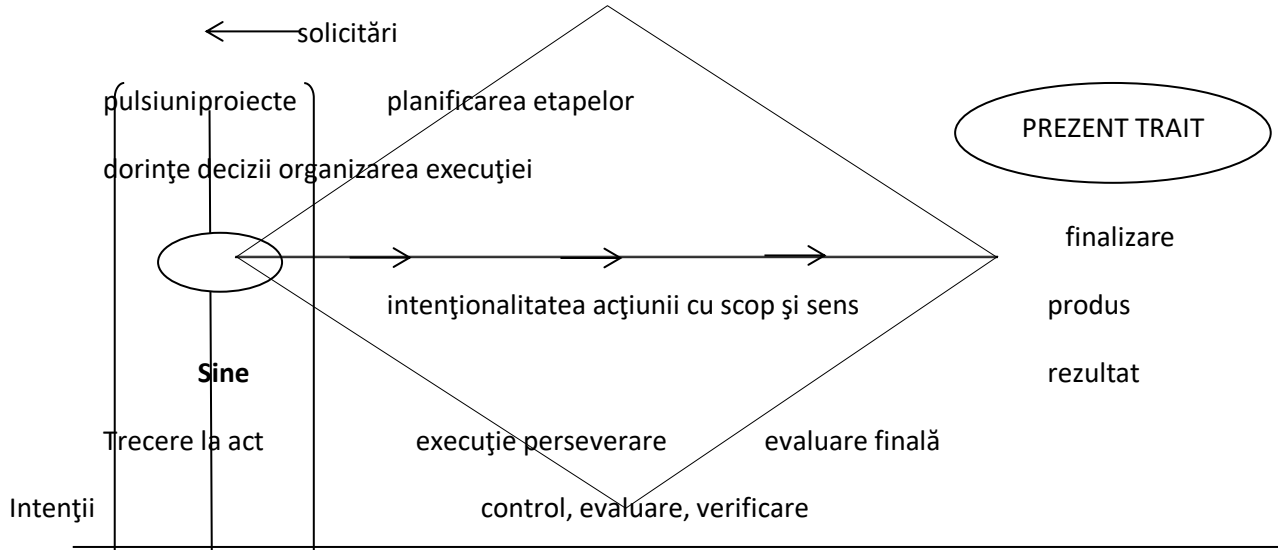 solicitări
pulsiuniproiecte planificarea etapelor
PREZENT TRAIT
dorinţe decizii organizarea execuţiei
finalizare
intenţionalitatea acţiunii cu scop şi sens produs
Sine rezultat
Trecere la act execuţie perseverare evaluare finală
Intenţii control, evaluare, verificare